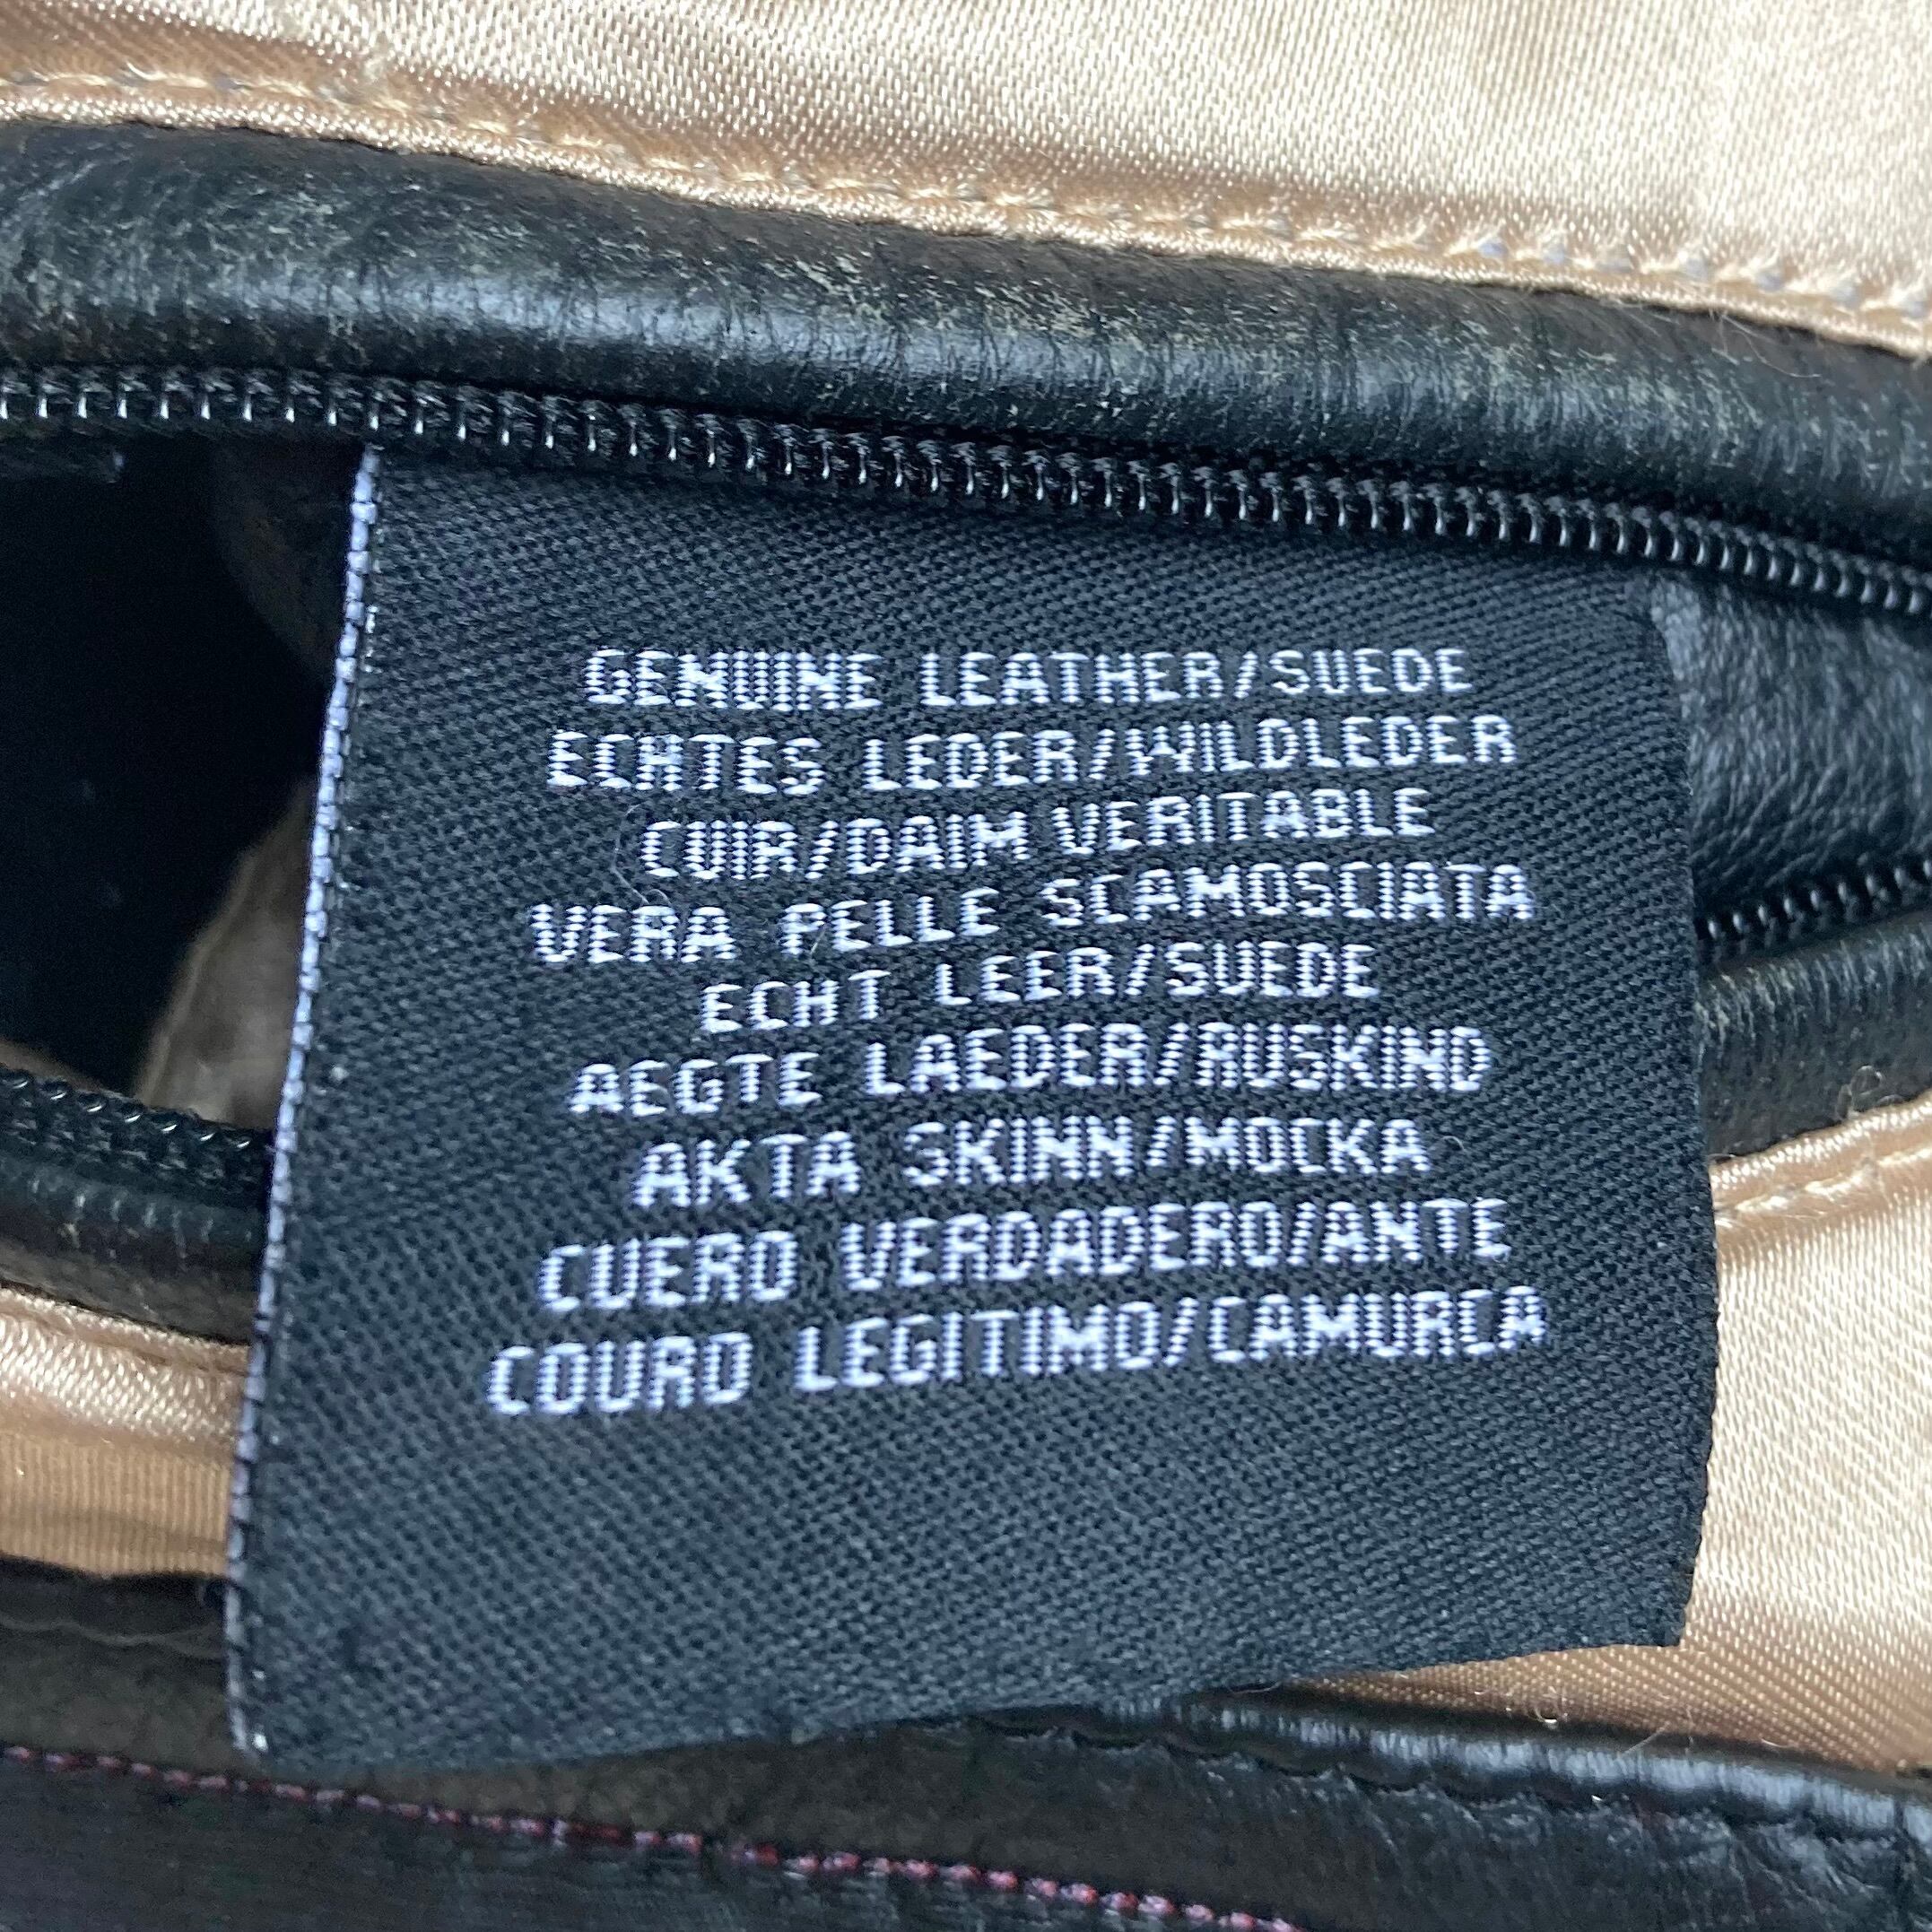 GENUINE LEATHER/SUEDE
ECHTES LEDER/WILDLEDER
CUIR/DAIM VERITABLE
VERA PELLE SCAMOSCIATA
ECHT LEER/SUEDE
AEGTE LAEDER/RUSKIND
AKTA SKINN/MOCKA
CUERO VERDADERO/ANTE
COURO LEGITIMO/CAMURCA